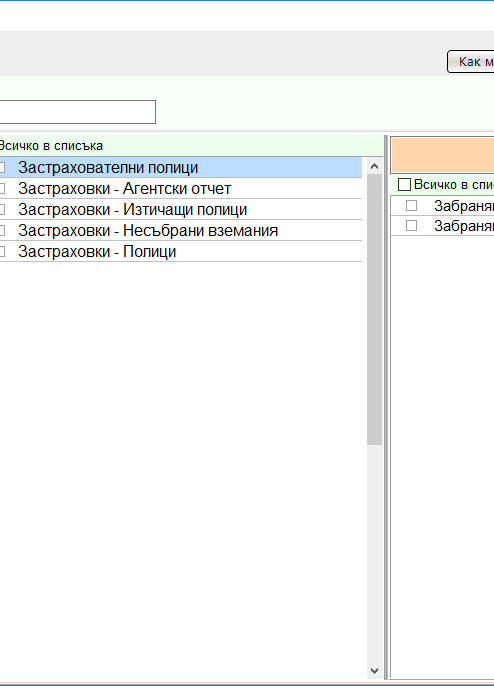 Как м
Всичко в списъка
Застрахователни полици
Застраховки - Агентски отчет
Застраховки - Изтичащи полици
Застраховки - Несъбрани вземания
Застраховки - Полици
Всичко в спи
Забраня
Забраня